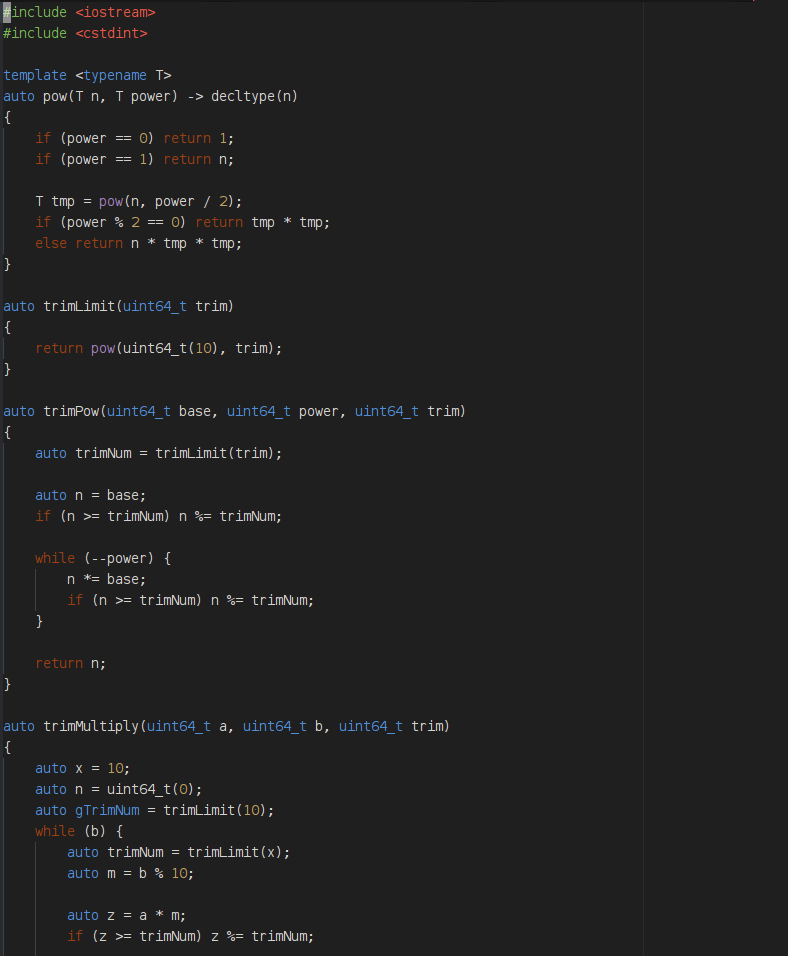 #include <iostream>
#include <cstdint>

template <typename T>
auto pow(T n, T power) -> decltype(n)
{
    if (power == 0) return 1;
    if (power == 1) return n;

    T tmp = pow(n, power / 2);
    if (power % 2 == 0) return tmp * tmp;
    else return n * tmp * tmp;
}

auto trimLimit(uint64_t trim)
{
    return pow(uint64_t(10), trim);
}

auto trimPow(uint64_t base, uint64_t power, uint64_t trim)
{
    auto trimNum = trimLimit(trim);

    auto n = base;
    if (n >= trimNum) n %= trimNum;

    while (--power) {
        n *= base;
        if (n >= trimNum) n %= trimNum;
    }

    return n;
}

auto trimMultiply(uint64_t a, uint64_t b, uint64_t trim)
{
    auto x = 10;
    auto n = uint64_t(0);
    auto gTrimNum = trimLimit(10);
    while (b) {
        auto trimNum = trimLimit(x);
        auto m = b % 10;

        auto z = a * m;
        if (z >= trimNum) z %= trimNum;